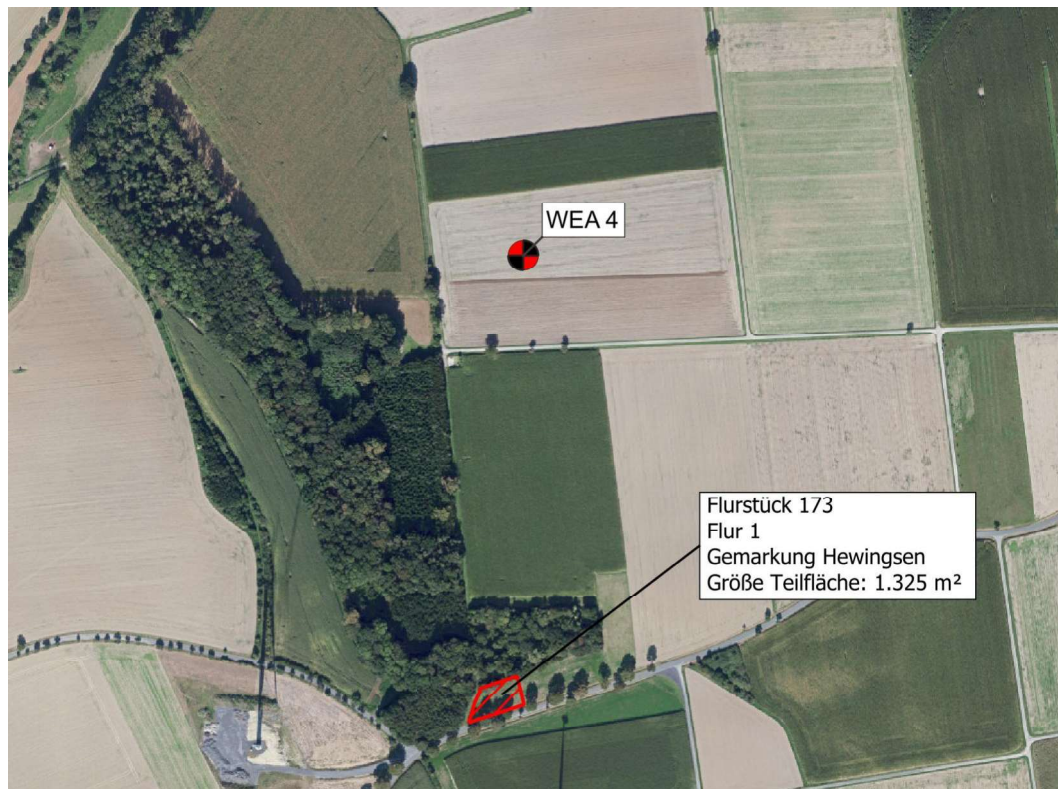 WEA 4
Flurstück 173
Flur 1
Gemarkung Hewingsen
Größe Teilfläche: 1.325 m²